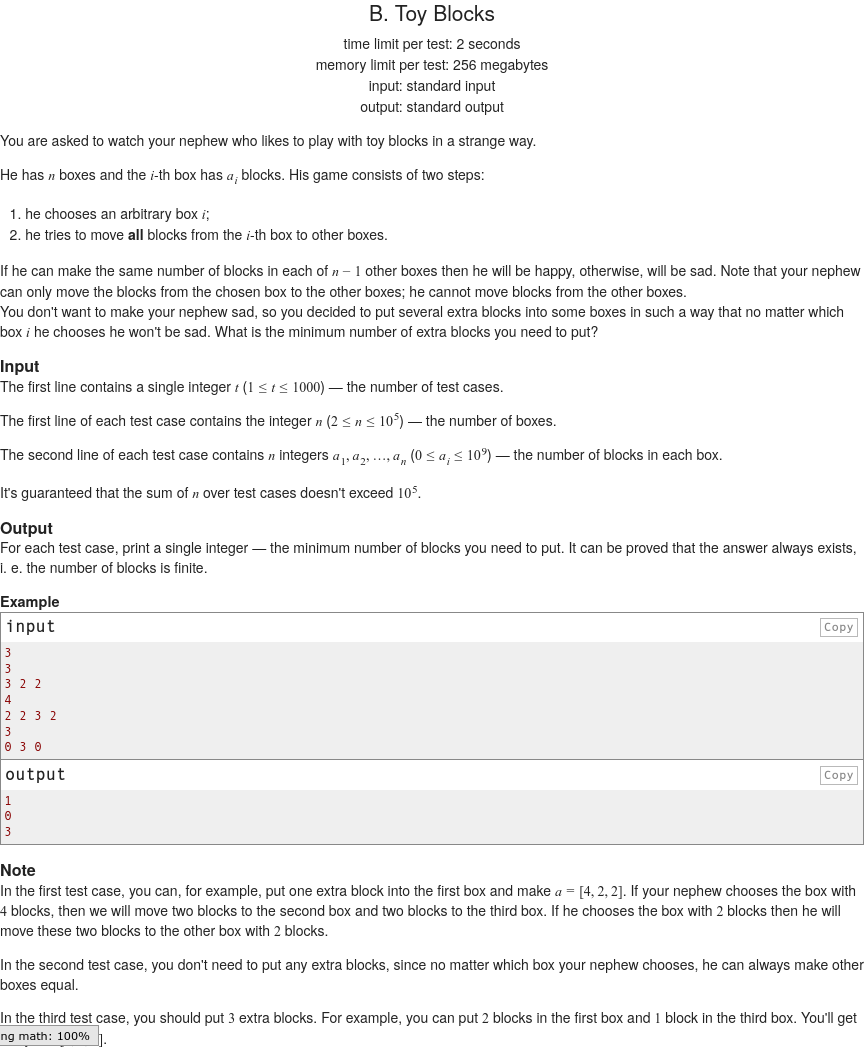 B. Toy Blocks
time limit per test: 2 seconds
memory limit per test: 256 megabytes
input: standard input
output: standard output
You are asked to watch your nephew who likes to play with toy blocks in a strange way.
He has n boxes and the i-th box has a_i blocks. His game consists of two steps:
1. he chooses an arbitrary box i;
2. he tries to move all blocks from the i-th box to other boxes.
If he can make the same number of blocks in each of n − 1 other boxes then he will be happy, otherwise, will be sad. Note that your nephew
can only move the blocks from the chosen box to the other boxes; he cannot move blocks from the other boxes.
You don't want to make your nephew sad, so you decided to put several extra blocks into some boxes in such a way that no matter which
box i he chooses he won't be sad. What is the minimum number of extra blocks you need to put?
Input
The first line contains a single integer t (1 ≤ t ≤ 1000) — the number of test cases.
The first line of each test case contains the integer n (2 ≤ n ≤ 10^5) — the number of boxes.
The second line of each test case contains n integers a_1, a_2, …, a_n (0 ≤ a_i ≤ 10^9) — the number of blocks in each box.
It's guaranteed that the sum of n over test cases doesn't exceed 10^5.
Output
For each test case, print a single integer — the minimum number of blocks you need to put. It can be proved that the answer always exists,
i. e. the number of blocks is finite.
Example
input
Copy
3
3
3 2 2
4
2 2 3 2
3
0 3 0
output
Copy
1
0
3
Note
In the first test case, you can, for example, put one extra block into the first box and make a = [4, 2, 2]. If your nephew chooses the box with
4 blocks, then we will move two blocks to the second box and two blocks to the third box. If he chooses the box with 2 blocks then he will
move these two blocks to the other box with 2 blocks.
In the second test case, you don't need to put any extra blocks, since no matter which box your nephew chooses, he can always make other
boxes equal.
In the third test case, you should put 3 extra blocks. For example, you can put 2 blocks in the first box and 1 block in the third box. You'll get
ng math: 100%
].